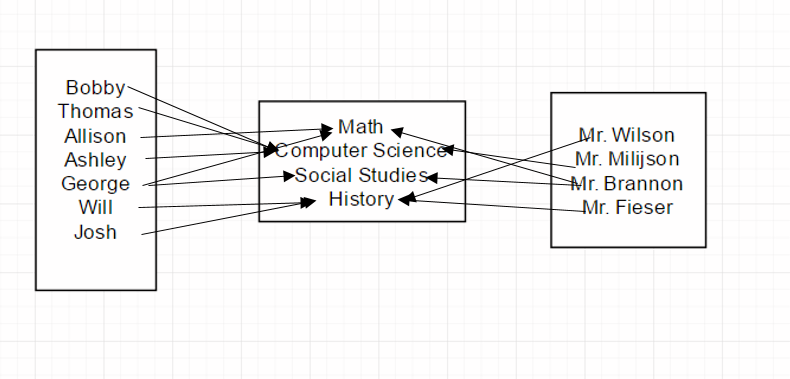 Bobby
Thomas
Allison
Ashley
George
Will
Josh
Math
Computer Science
Social Studies
History
Mr. Wilson
Mr. Milijson
Mr. Brannon
Mr. Fieser